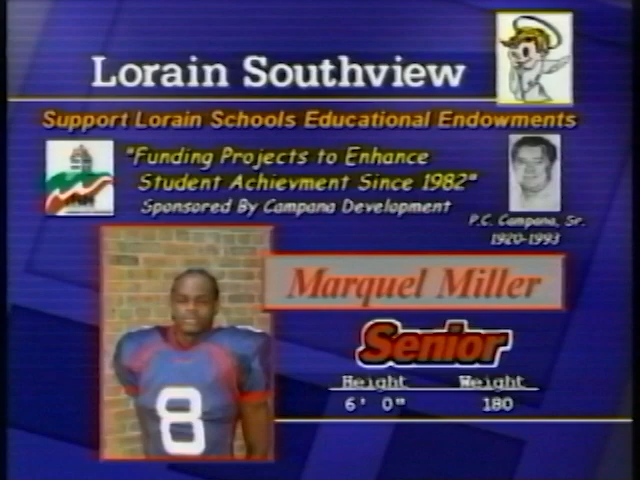 Lorain Southview
Support Lorain Schools Educational Endowments
"Funding Projects to Enhance
Student Achievment Since 1982"
Sponsored By Campana Development
P.C. Campana, Sr.
1920-1993
Marquel Miller
Senior
Height Weight
6' 0" 180
8